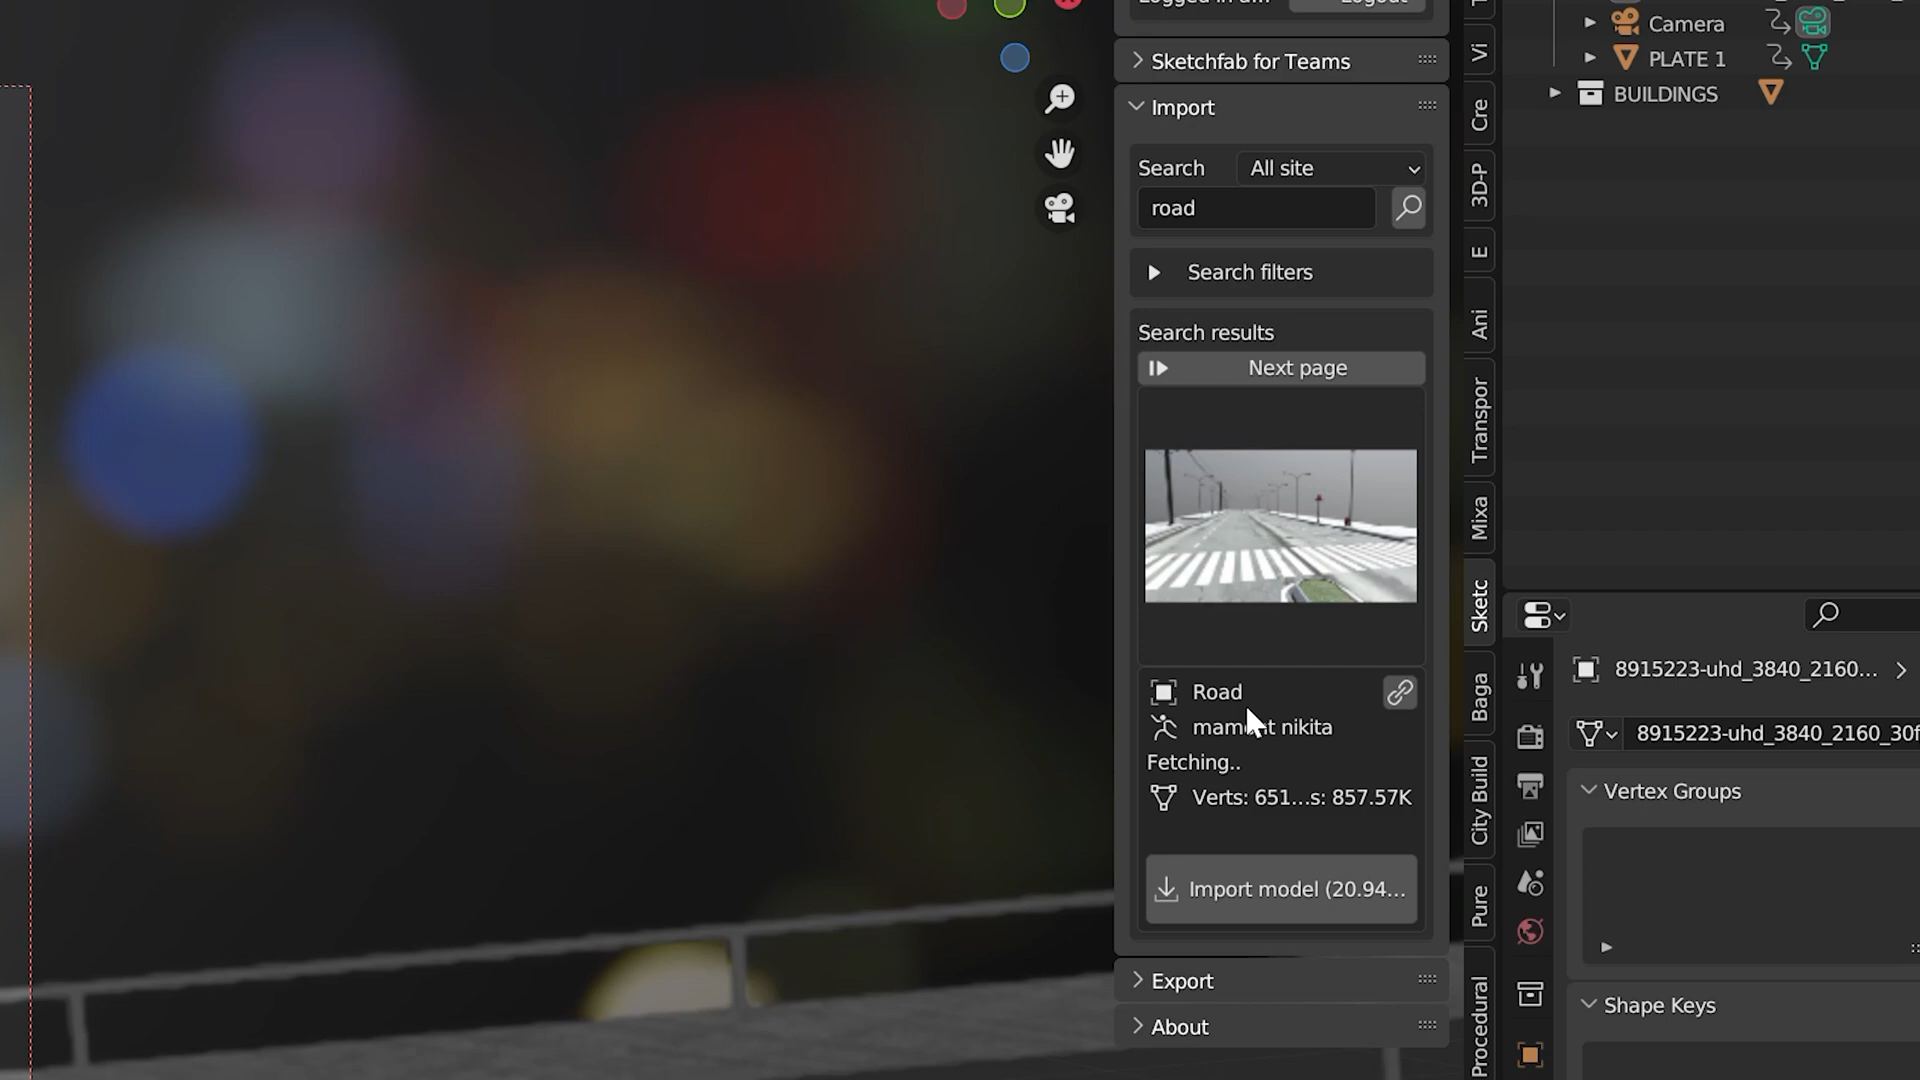 Sketchfab for Teams
Import
Search
All site
road
Search filters
Search results
Next page
Road
nikita
Fetching..
Verts: 651...s: 857.57K
Import model (20.94...
Export
About
Vi
Cre
3D-P
E
Ani
Transpor
Mixa
Sketc
Baga
City Build
Pure
Procedural
Camera
PLATE 1
BUILDINGS
8915223-uhd_3840_2160...
8915223-uhd_3840_2160_30f
Vertex Groups
Shape Keys